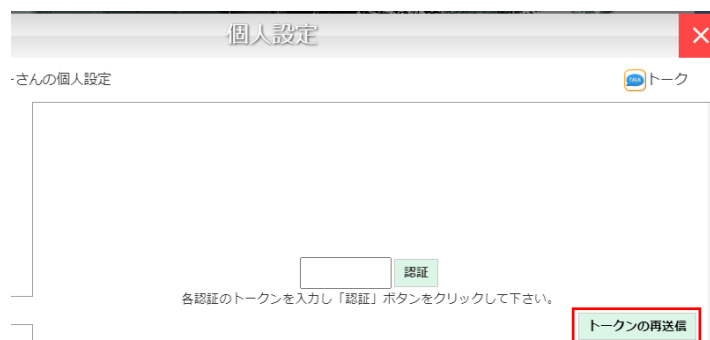 個人設定
ーさんの個人設定
TALK トーク
認証
各認証のトークンを入力し「認証」ボタンをクリックして下さい。
トークンの再送信